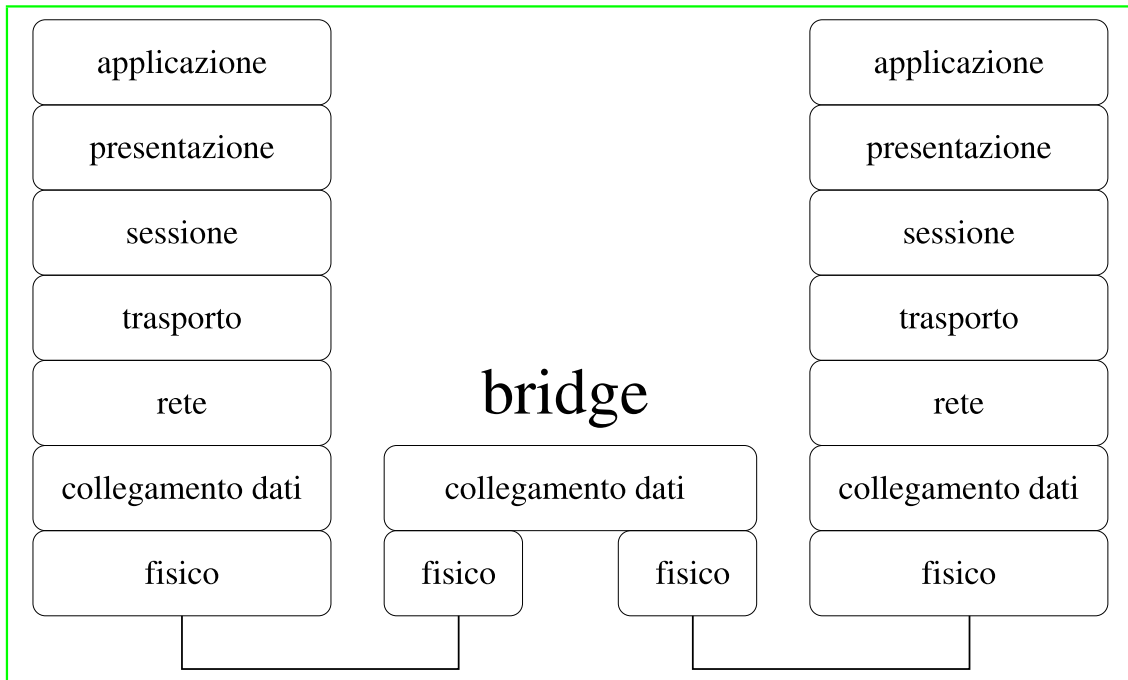 applicazione
presentazione
sessione
trasporto
rete
collegamento dati
fisico
bridge
collegamento dati
fisico
fisico
applicazione
presentazione
sessione
trasporto
rete
collegamento dati
fisico